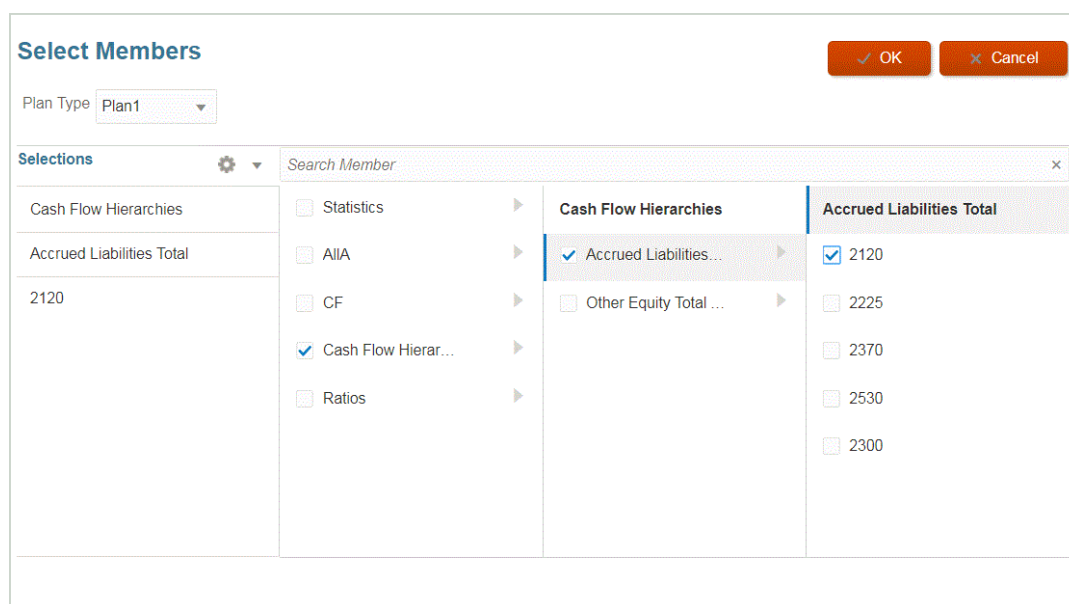 Select Members
OK
Cancel
Plan Type
Plan1
Selections
Search Member
Cash Flow Hierarchies
Accrued Liabilities Total
2120
Statistics
AllA
CF
Cash Flow Hierar...
Ratios
Cash Flow Hierarchies
Accrued Liabilities...
Other Equity Total ...
Accrued Liabilities Total
2120
2225
2370
2530
2300